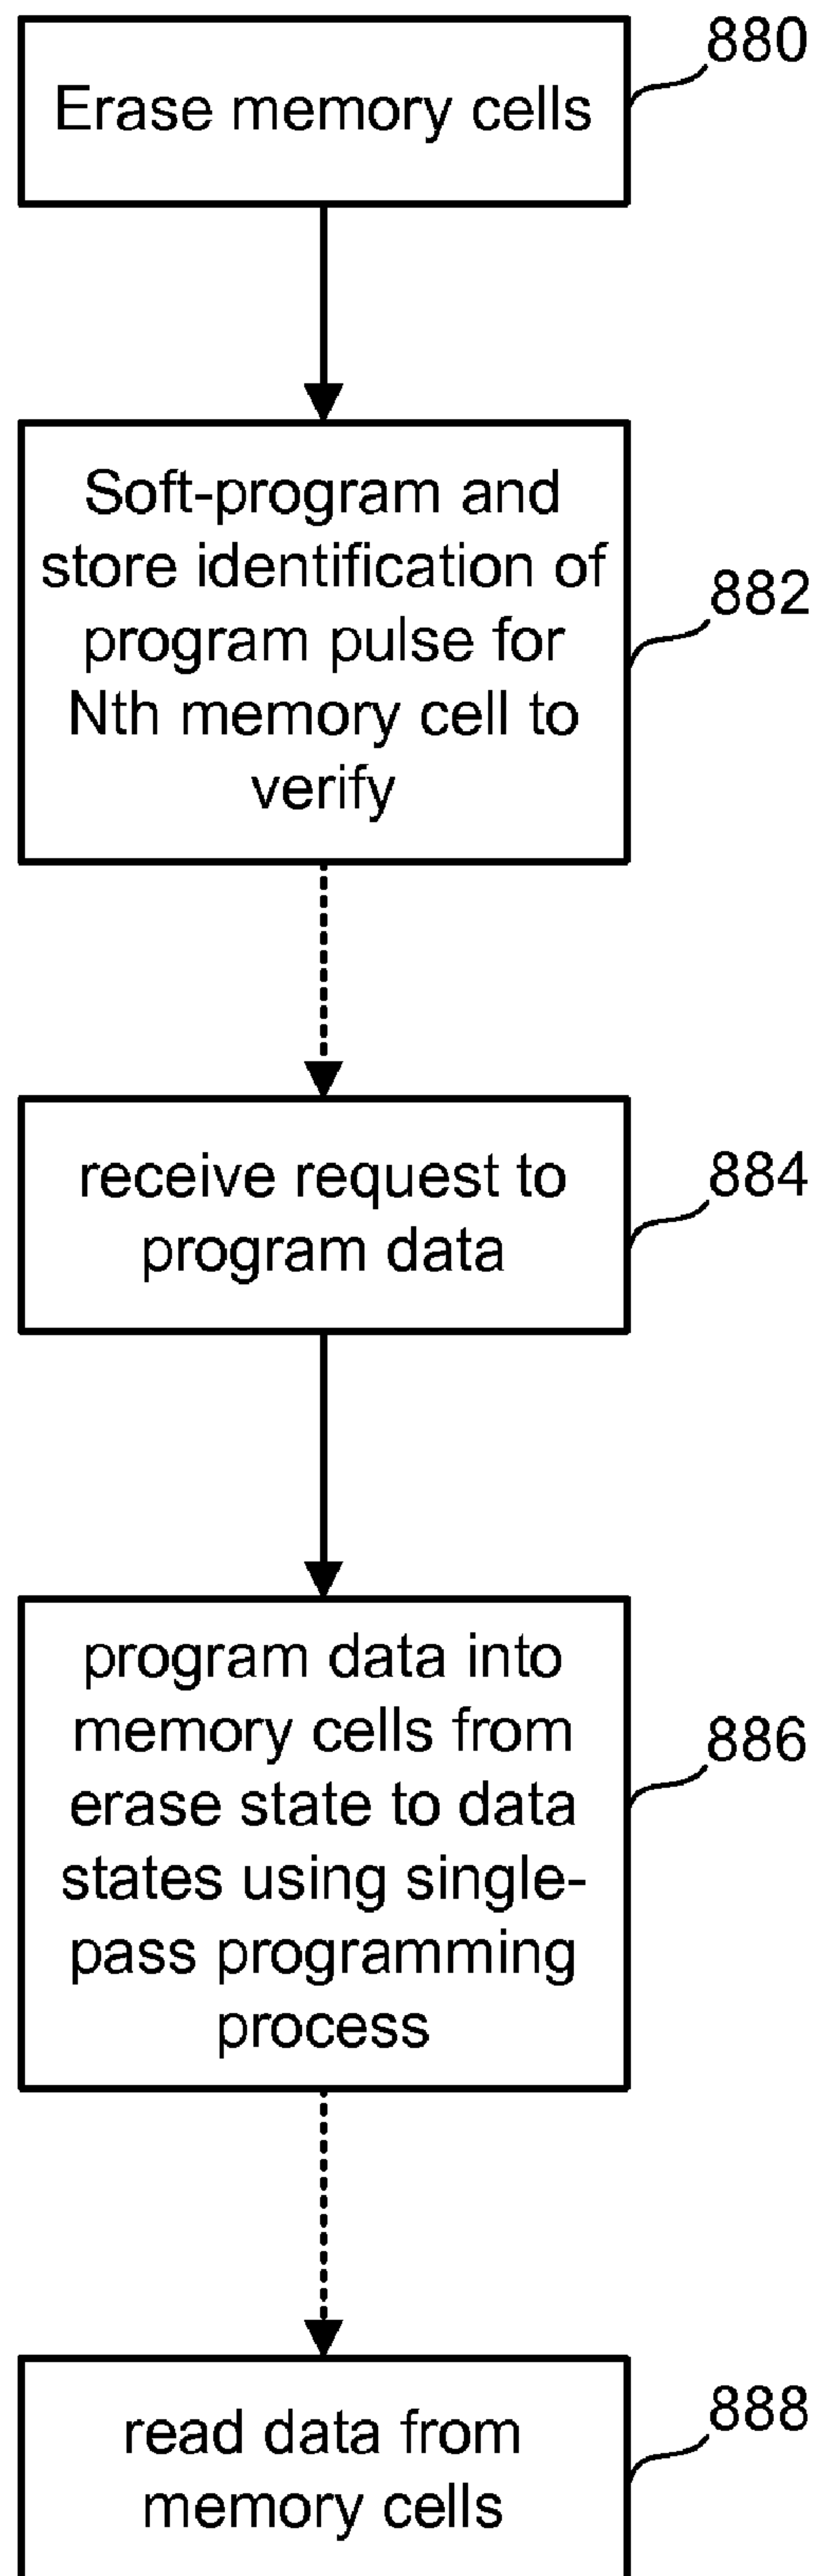 880
Erase memory cells
Soft-program and
store identification of
program pulse for
Nth memory cell to
verify
882
receive request to
program data
884
program data into
memory cells from
erase state to data
states using single-
pass programming
process
886
read data from
memory cells
888